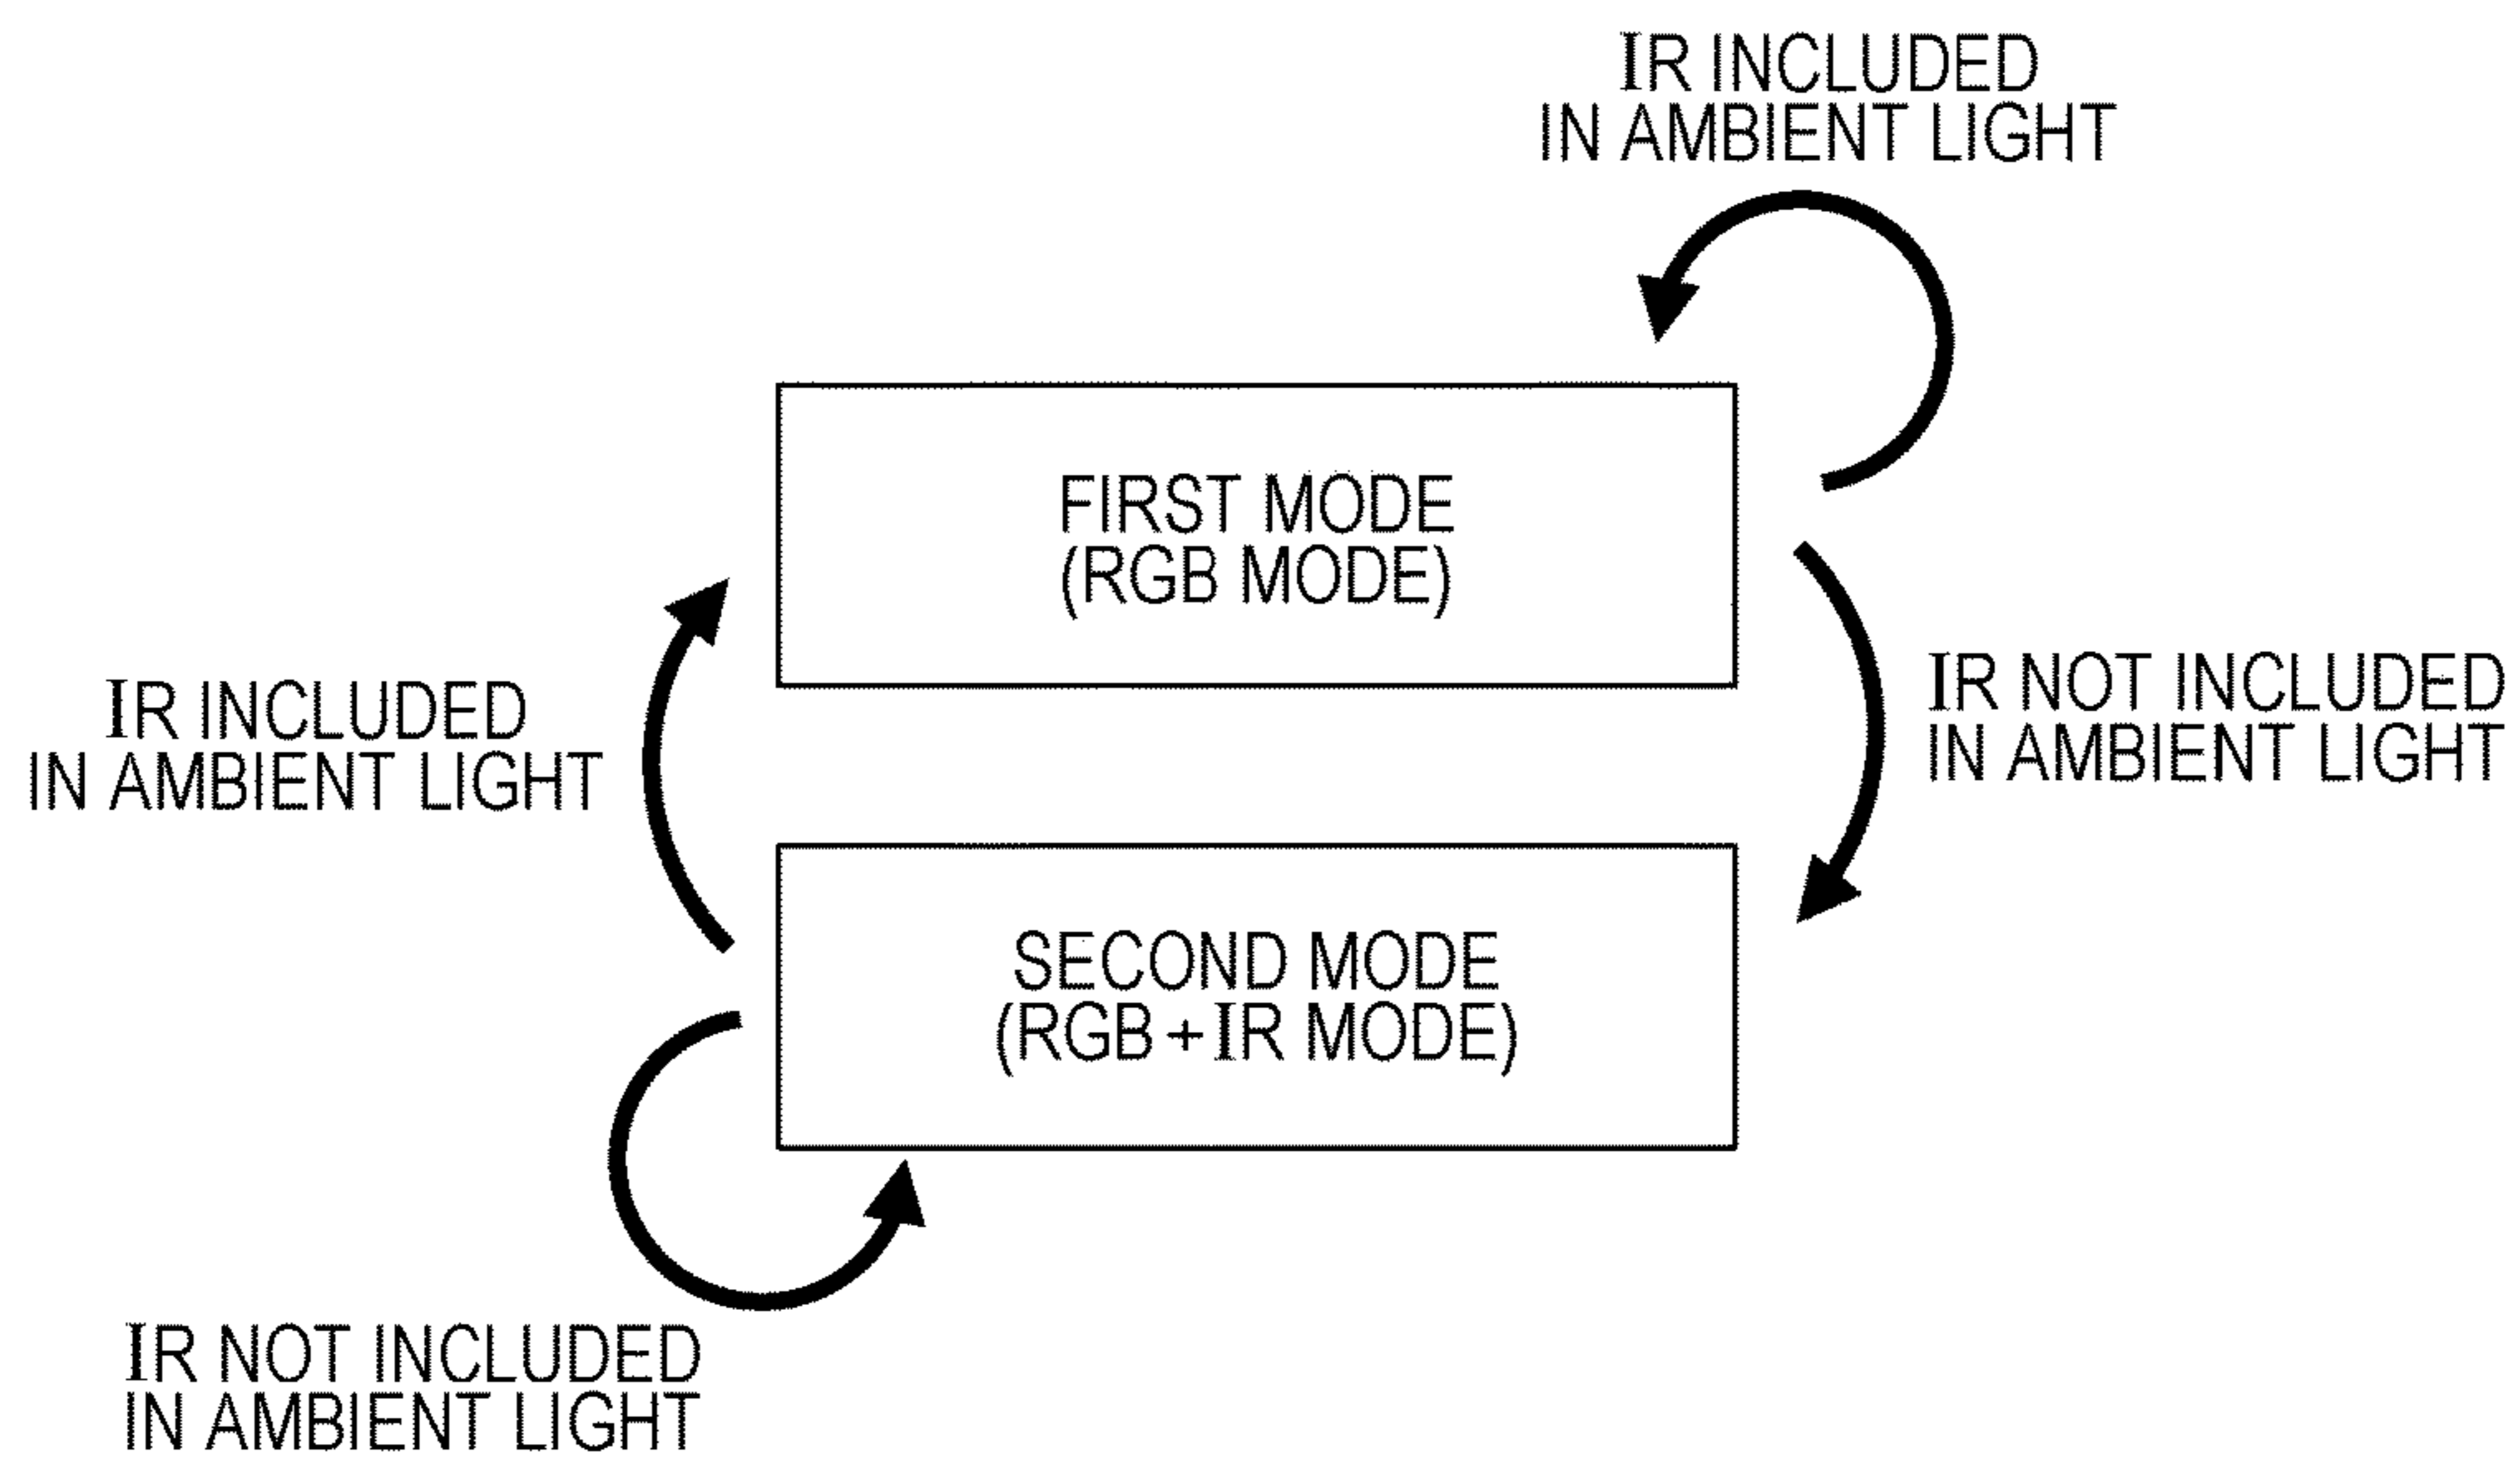 IR INCLUDED
IN AMBIENT LIGHT
FIRST MODE
(RGB MODE)
IR INCLUDED
IN AMBIENT LIGHT
IR NOT INCLUDED
IN AMBIENT LIGHT
SECOND MODE
(RGB+IR MODE)
IR NOT INCLUDED
IN AMBIENT LIGHT